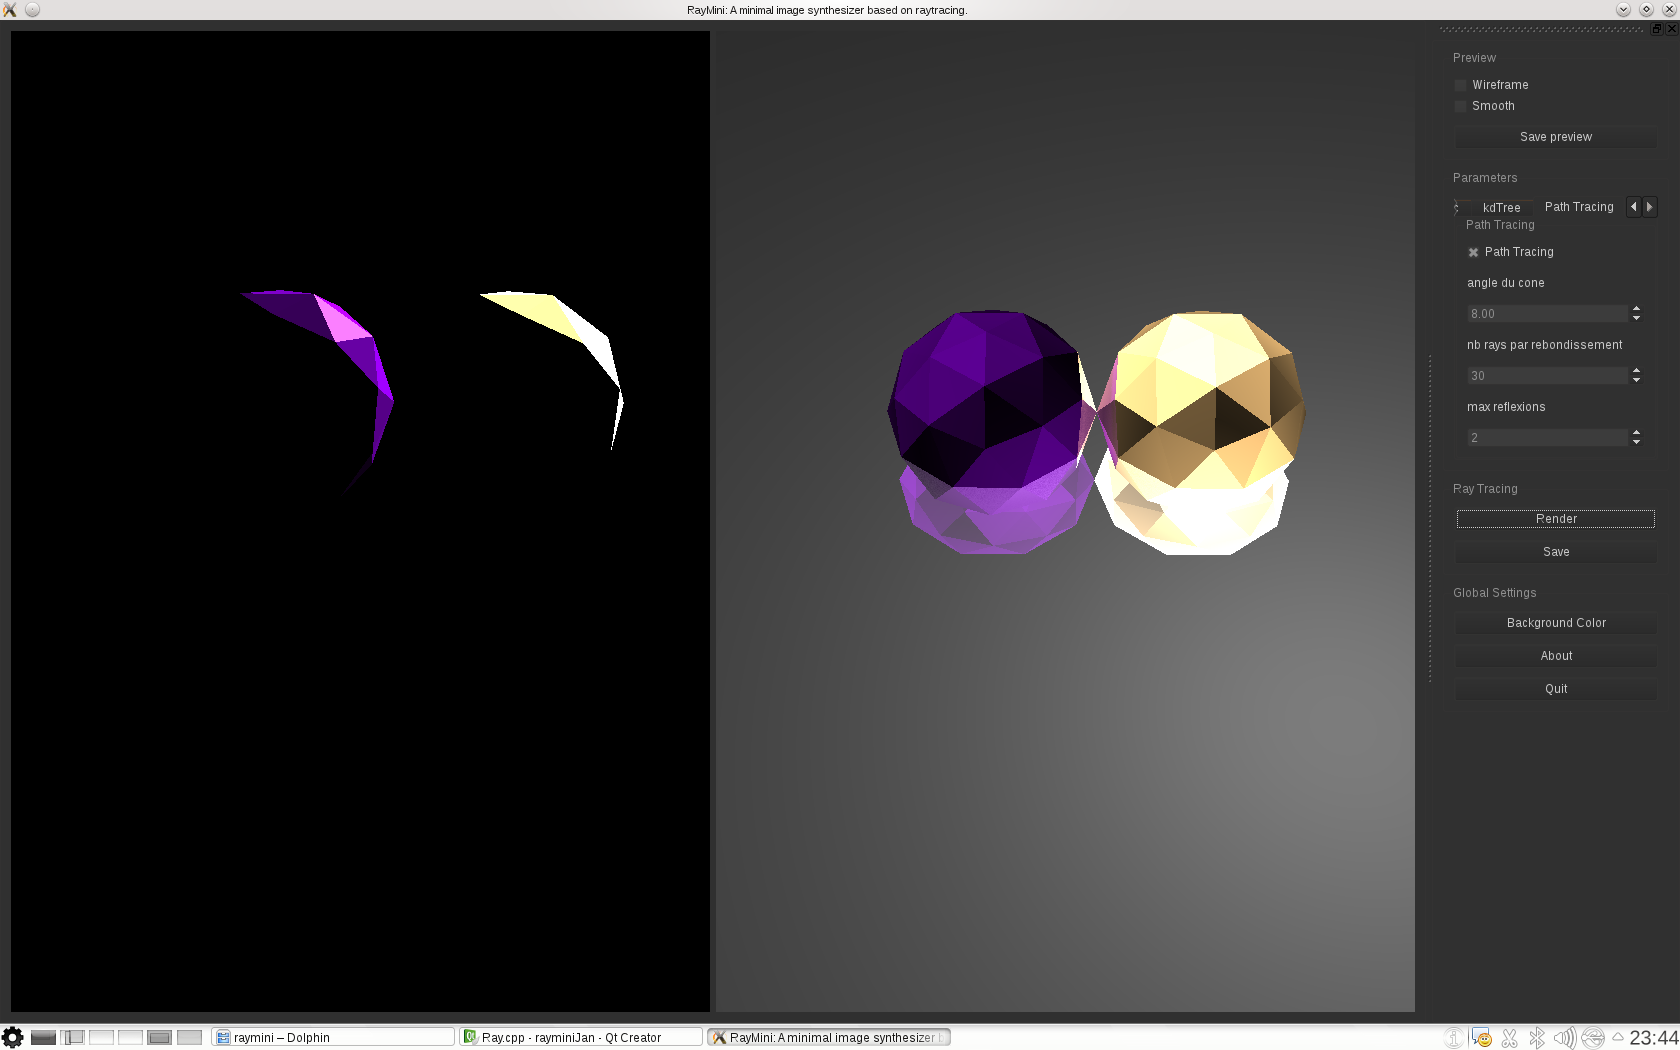 RayMini: A minimal image synthesizer based on raytracing.
Preview
Wireframe
Smooth
Save preview
Parameters
kdTree Path Tracing
Path Tracing
Path Tracing
angle du cone
8.00
nb rays par rebondissement
30
max reflexions
2
Ray Tracing
Render
Save
Global Settings
Background Color
About
Quit
raymini – Dolphin Ray.cpp - rayminiJan - Qt Creator RayMini: A minimal image synthesizer 23:44